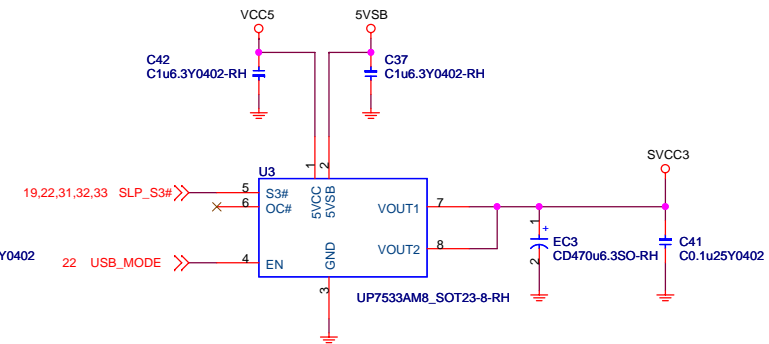 VCC5
5VSB
C42
C1u6.3Y0402-RH
C37
C1u6.3Y0402-RH
1
2
U3
SVCC3
19,22,31,32,33 SLP_S3#
5
S3#
6
OC#
5VCC
5VSB
VOUT1
7
1
+
EC3
CD470u6.3SO-RH
2
C41
C0.1u25Y0402
Y0402
22 USB_MODE
4
EN
GND
VOUT2
8
3
UP7533AM8_SOT23-8-RH